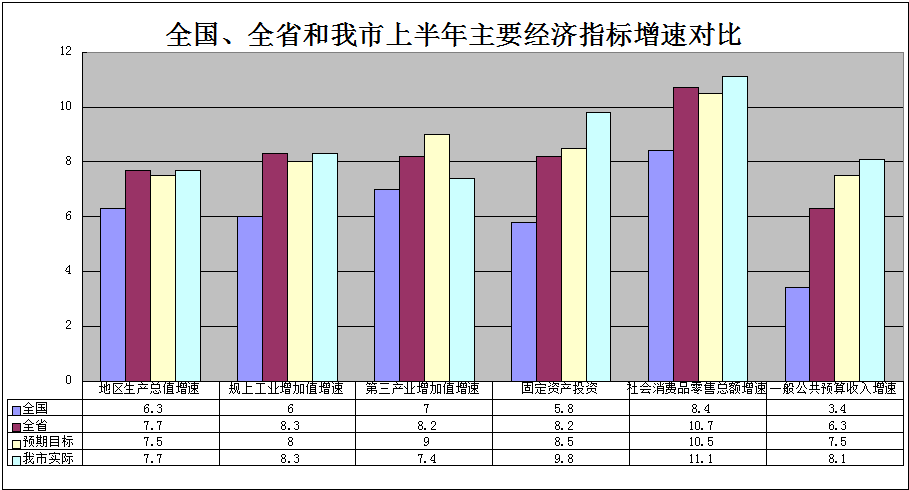 全国、全省和我市上半年主要经济指标增速对比
12
10
8
6
4
2
0
地区生产总值增速 规上工业增加值增速 第三产业增加值增速 固定资产投资 社会消费品零售总额增速 一般公共预算收入增速
全国 6.3 6 7 5.8 8.4 3.4
全省 7.7 8.3 8.2 8.2 10.7 6.3
预期目标 7.5 8 9 8.5 10.5 7.5
我市实际 7.7 8.3 7.4 9.8 11.1 8.1